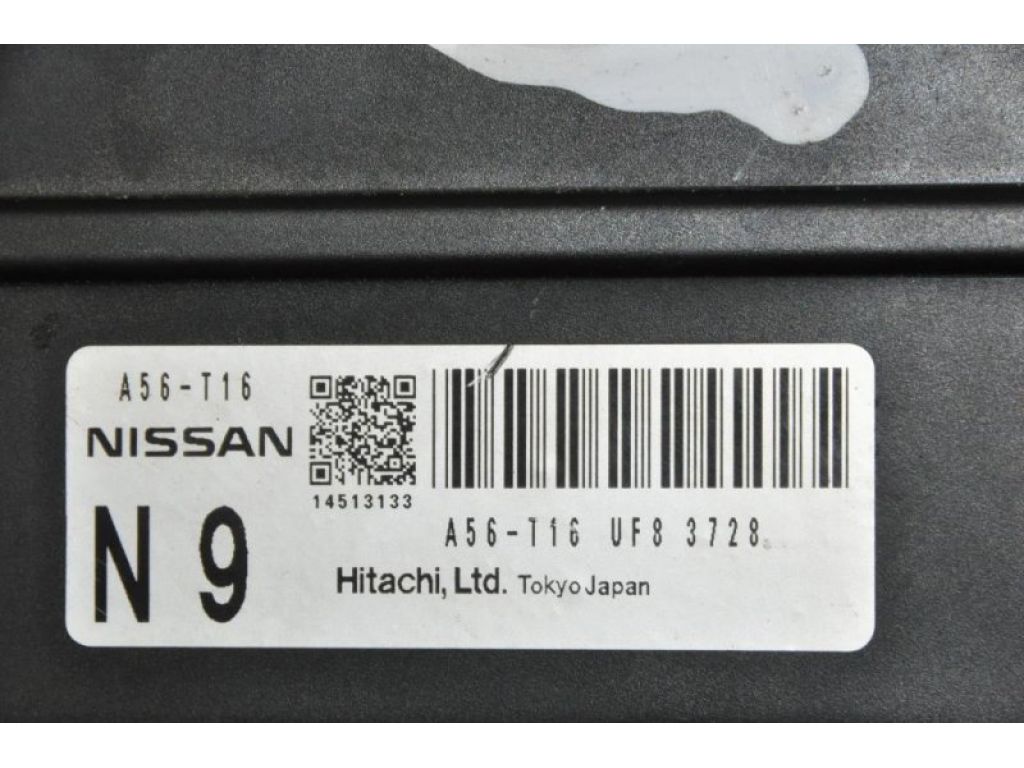 A56-T16
NISSAN
14513133
N 9
A56-T16 UF8 3728
Hitachi, Ltd. Tokyo Japan